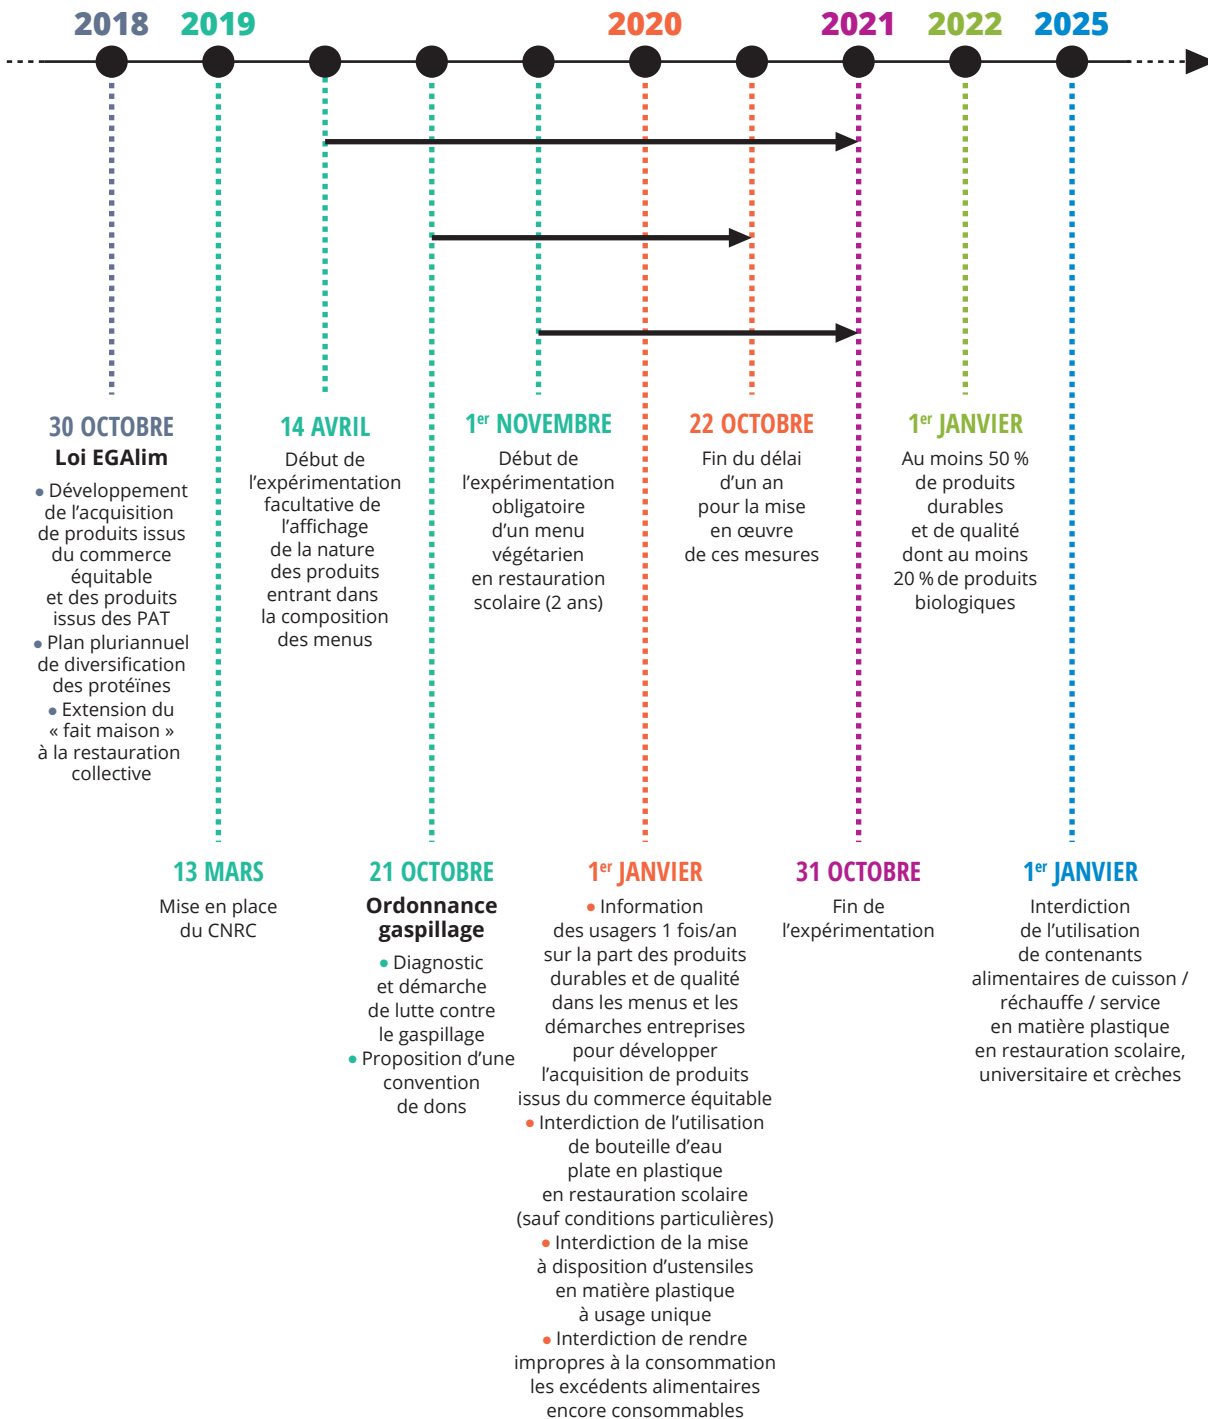 2018
2019
2020
2021
2022
2025
30 OCTOBRE
Loi EGAlim
• Développement
de l’acquisition
de produits issus
du commerce
équitable
et des produits
issus des PAT
• Plan pluriannuel
de diversification
des protéines
• Extension du
« fait maison »
à la restauration
collective
14 AVRIL
Début de
l’expérimentation
facultative de
l’affichage
de la nature
des produits
entrant dans
la composition
des menus
1er NOVEMBRE
Début de
l’expérimentation
obligatoire
d’un menu
végétarien
en restauration
scolaire (2 ans)
22 OCTOBRE
Fin du délai
d’un an
pour la mise
en œuvre
de ces mesures
1er JANVIER
Au moins 50 %
de produits
durables
et de qualité
dont au moins
20 % de produits
biologiques
13 MARS
Mise en place
du CNRC
21 OCTOBRE
Ordonnance
gaspillage
• Diagnostic
et démarche
de lutte contre
le gaspillage
• Proposition d’une
convention
de dons
1er JANVIER
• Information
des usagers 1 fois/an
sur la part des produits
durables et de qualité
dans les menus et les
démarches entreprises
pour développer
l’acquisition de produits
issus du commerce équitable
• Interdiction de l’utilisation
de bouteille d’eau
plate en plastique
en restauration scolaire
(sauf conditions particulières)
• Interdiction de la mise
à disposition d’ustensiles
en matière plastique
à usage unique
• Interdiction de rendre
impropres à la consommation
les excédents alimentaires
encore consommables
31 OCTOBRE
Fin de
l’expérimentation
1er JANVIER
Interdiction
de l’utilisation
de contenants
alimentaires de cuisson /
réchauffe / service
en matière plastique
en restauration scolaire,
universitaire et crèches